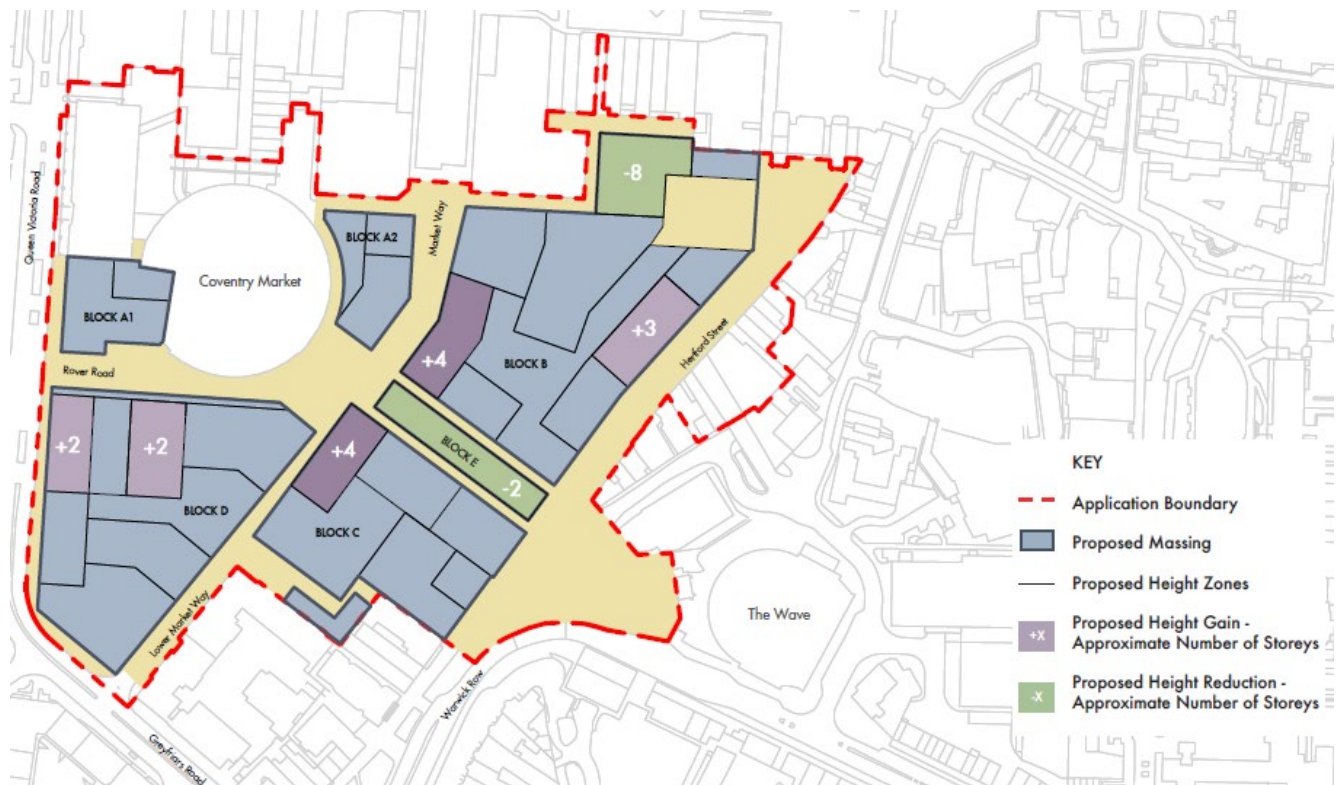 -8
Queen Victoria Road
Market Way
BLOCK A2
Coventry Market
BLOCK A1
+3
BLOCK B
Hertford Street
+4
Rover Road
+2
+2
+4
BLOCK E
-2
BLOCK D
BLOCK C
Lower Market Way
The Wave
Warwick Row
Greyfriars Road
KEY
Application Boundary
Proposed Massing
Proposed Height Zones
+X
Proposed Height Gain -
Approximate Number of Storeys
-X
Proposed Height Reduction -
Approximate Number of Storeys